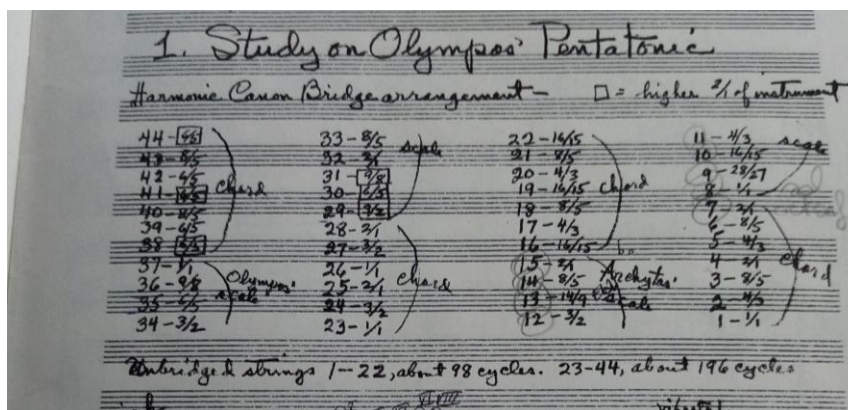 1. Study on Olympos' Pentatonic
Harmonic Canon Bridge arrangement — □ = higher 2/1 of instrument
44 - 6/5
43 - 8/5
42 - 6/5
41 - 6/5
40 - 8/5
39 - 6/5
38 - 6/5
chord
37 - 1/1
36 - 9/8
35 - 6/5
34 - 3/2
Olympos'
scale
33 - 8/5
32 - 2/1
31 - 9/8
30 - 6/5
29 - 3/2
scale
28 - 2/1
27 - 3/2
26 - 1/1
25 - 2/1
24 - 3/2
23 - 1/1
chord
22 - 16/15
21 - 8/5
20 - 4/3
19 - 16/15
18 - 8/5
17 - 4/3
16 - 16/15
chord
15 - 2/1
14 - 8/5
13 - 14/9
12 - 3/2
Archytas'
scale
11 - 4/3
10 - 16/15
9 - 28/27
8 - 1/1
scale
7 - 2/1
6 - 8/5
5 - 4/3
4 - 2/1
3 - 8/5
2 - 4/3
1 - 1/1
chord
Unbridged strings 1 — 22, about 98 cycles. 23-44, about 196 cycles